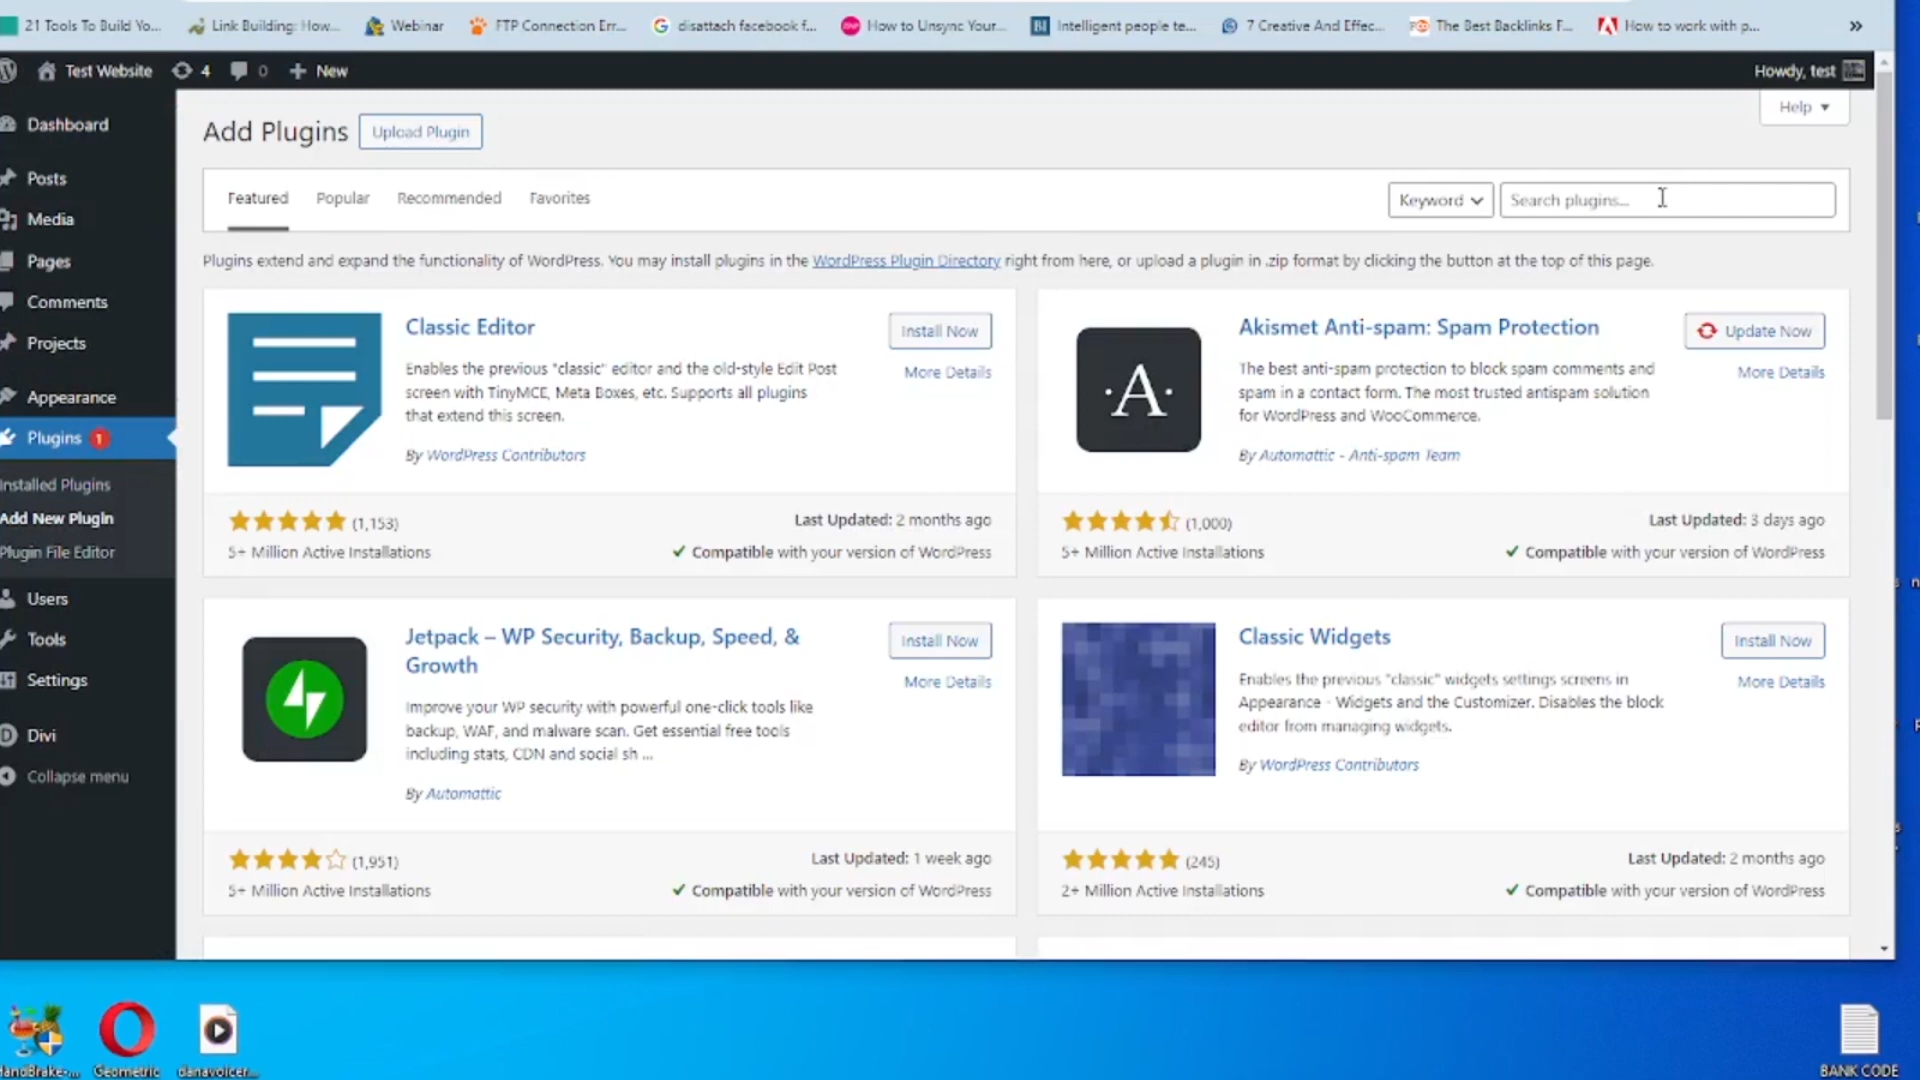 21 Tools To Build Yo...
Link Building: How...
Webinar
FTP Connection Err...
disattach facebook f...
How to Unsync Your...
Intelligent people te...
7 Creative And Effec...
The Best Backlinks F...
How to work with p...
»
Test Website
4
0
New
Howdy, test
Help
Dashboard
Posts
Media
Pages
Comments
Projects
Appearance
Plugins 1
Installed Plugins
Add New Plugin
Plugin File Editor
Users
Tools
Settings
Divi
Collapse menu
Add Plugins
Upload Plugin
Featured
Popular
Recommended
Favorites
Keyword
Search plugins...
Plugins extend and expand the functionality of WordPress. You may install plugins in the WordPress Plugin Directory right from here, or upload a plugin in .zip format by clicking the button at the top of this page.
Classic Editor
Install Now
More Details
Enables the previous "classic" editor and the old-style Edit Post
screen with TinyMCE, Meta Boxes, etc. Supports all plugins
that extend this screen.
By WordPress Contributors
(1,153)
Last Updated: 2 months ago
5+ Million Active Installations
✓ Compatible with your version of WordPress
·A·
Akismet Anti-spam: Spam Protection
Update Now
More Details
The best anti-spam protection to block spam comments and
spam in a contact form. The most trusted antispam solution
for WordPress and WooCommerce.
By Automattic - Anti-spam Team
(1,000)
Last Updated: 3 days ago
5+ Million Active Installations
✓ Compatible with your version of WordPress
Jetpack – WP Security, Backup, Speed, &
Growth
Install Now
More Details
Improve your WP security with powerful one-click tools like
backup, WAF, and malware scan. Get essential free tools
including stats, CDN and social sh ...
By Automattic
(1,951)
Last Updated: 1 week ago
5+ Million Active Installations
✓ Compatible with your version of WordPress
Classic Widgets
Install Now
More Details
Enables the previous "classic" widgets settings screens in
Appearance - Widgets and the Customizer. Disables the block
editor from managing widgets.
By WordPress Contributors
(245)
Last Updated: 2 months ago
2+ Million Active Installations
✓ Compatible with your version of WordPress
HandBrake-...
Geometric
danavoicer...
BANK CODE